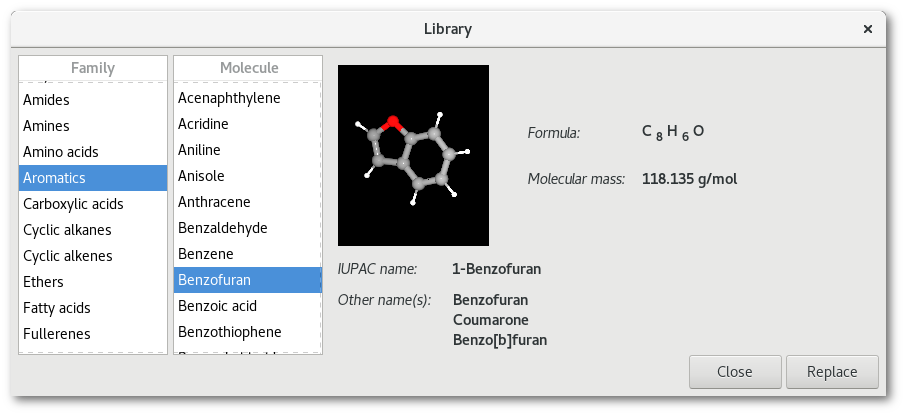 Library
Family
Amides
Amines
Amino acids
Aromatics
Carboxylic acids
Cyclic alkanes
Cyclic alkenes
Ethers
Fatty acids
Fullerenes
Molecule
Acenaphthylene
Acridine
Aniline
Anisole
Anthracene
Benzaldehyde
Benzene
Benzofuran
Benzoic acid
Benzothiophene
Formula: C 8 H 6 O
Molecular mass: 118.135 g/mol
IUPAC name: 1-Benzofuran
Other name(s): Benzofuran
Coumarone
Benzo[b]furan
Close Replace